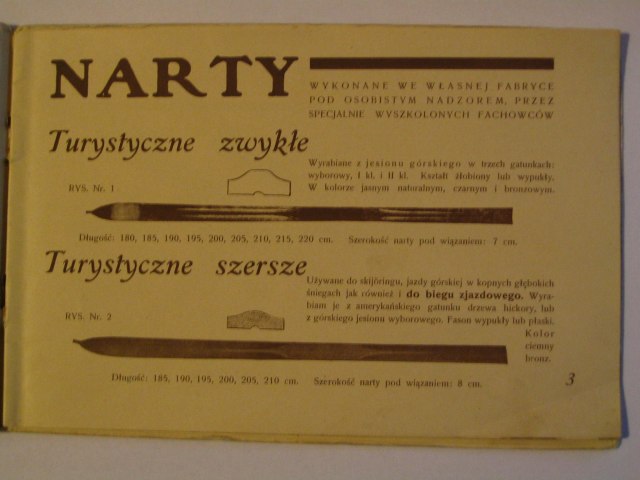 NARTY
WYKONANE WE WŁASNEJ FABRYCE
POD OSOBISTYM NADZOREM, PRZEZ
SPECJALNIE WYSZKOLONYCH FACHOWCÓW
Turystyczne zwykłe
Wyrabiane z jesionu górskiego w trzech gatunkach:
wyborowy, I kl. i II kl. Kształt żłobiony lub wypukły.
W kolorze jasnym naturalnym, czarnym i bronzowym.
RYS. Nr. 1
Długość: 180, 185, 190, 195, 200, 205, 210, 215, 220 cm. Szerokość narty pod wiązaniem: 7 cm.
Turystyczne szersze
Używane do skijöringu, jazdy górskiej w kopnych głębokich
śniegach jak również i do biegu zjazdowego. Wyra-
biam je z amerykańskiego gatunku drzewa hickory, lub
z górskiego jesionu wyborowego. Fason wypukły lub płaski.
Kolor
ciemny
bronz.
RYS. Nr. 2
Długość: 185, 190, 195, 200, 205, 210 cm. Szerokość narty pod wiązaniem: 8 cm.
3